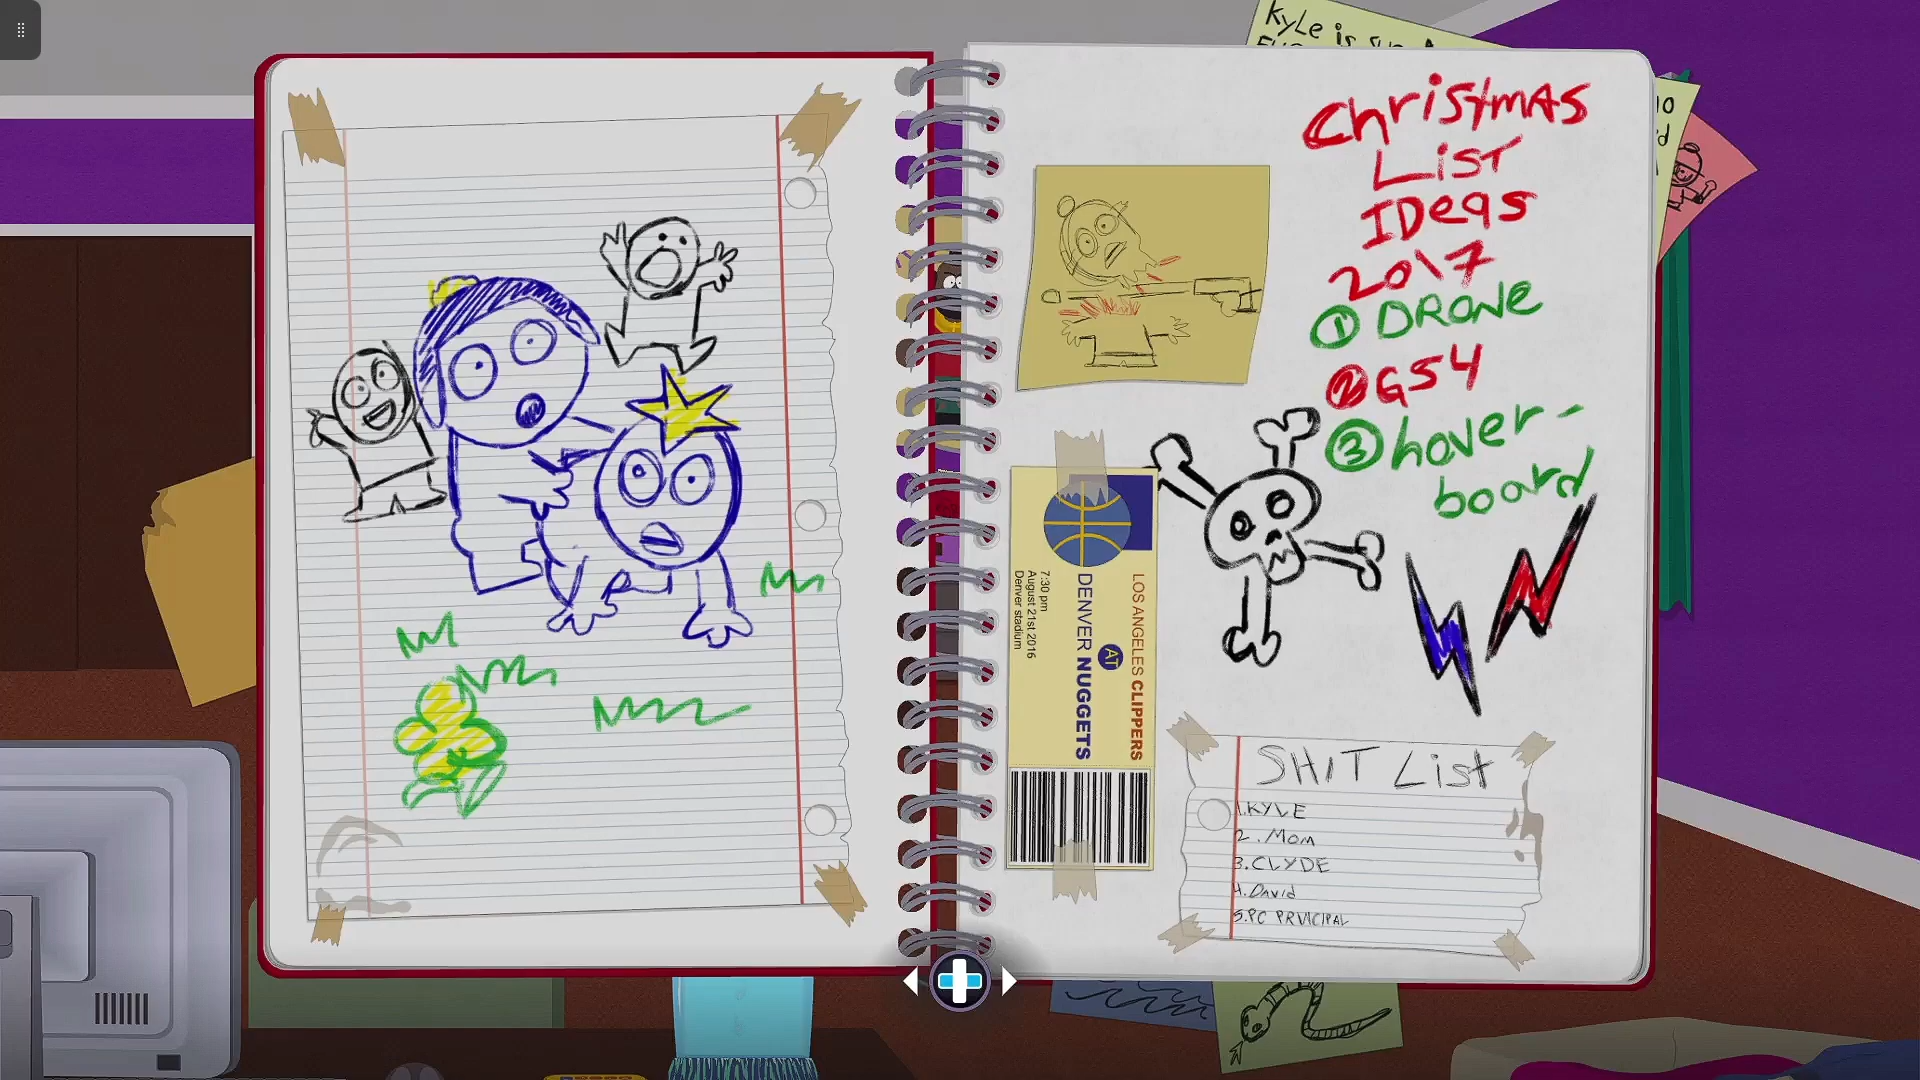 Kyle is
ChristmAS
List
IDeas
2017
① DRONE
② GS4
③ hover-
board
LOS ANGELES CLIPPERS
AT
DENVER NUGGETS
7:30 pm
August 21st 2016
Denver stadium
SHIT List
1.KYLE
2. Mom
3.CLYDE
4.David
5.PC PRVICIPAL